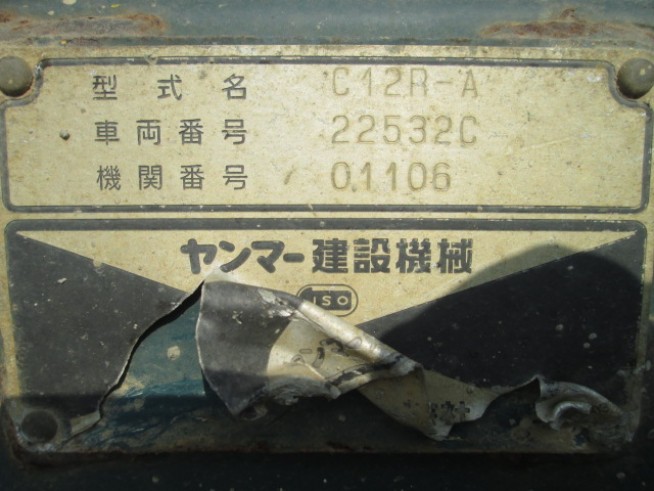 型式名 C12R-A
車両番号 22532C
機関番号 01106
ヤンマー建設機械
ISO